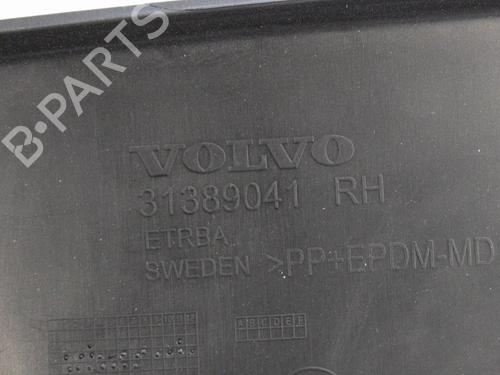 B-PARTS
VOLVO
31389041 RH
ETRBA
SWEDEN >PP+EPDM-MD
A B C D E F